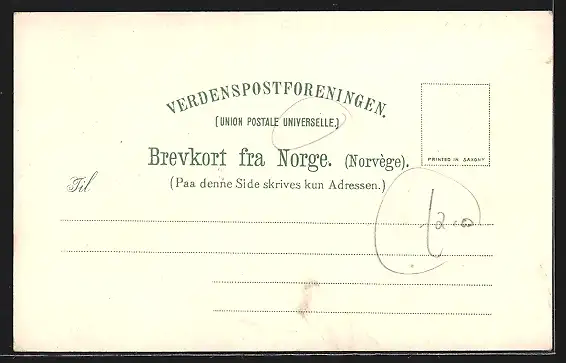 VERDENSPOSTFORENINGEN.
(UNION POSTALE UNIVERSELLE.)
Brevkort fra Norge. (Norvège).
PRINTED IN SAXONY
(Paa denne Side skrives kun Adressen.)
Til